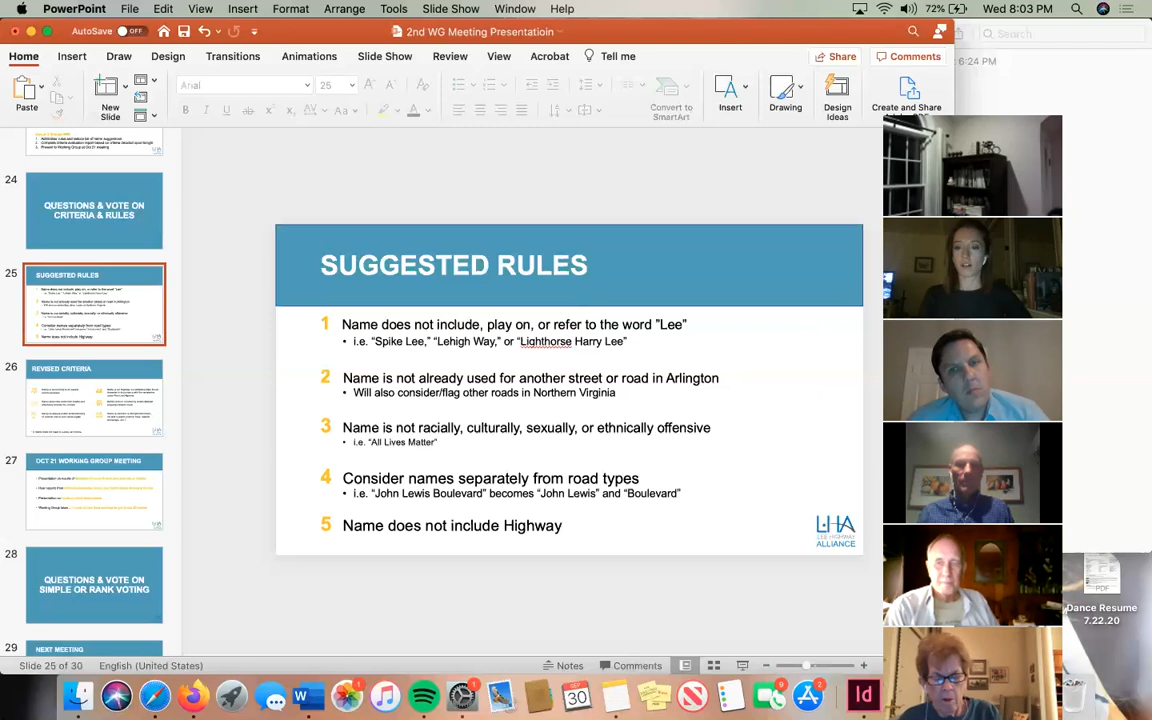 PowerPoint File Edit View Insert Format Arrange Tools Slide Show Window Help 72% Wed 8:03 PM
AutoSave OFF 2nd WG Meeting Presentatioin Search
Home Insert Draw Design Transitions Animations Slide Show Review View Acrobat Tell me Share Comments
6:24 PM
Arial 25
Paste New Slide Convert to SmartArt Insert Drawing Design Ideas Create and Share
24
QUESTIONS & VOTE ON
CRITERIA & RULES
25
SUGGESTED RULES
26
REVISED CRITERIA
27
OCT 21 WORKING GROUP MEETING
28
QUESTIONS & VOTE ON
SIMPLE OR RANK VOTING
29
NEXT MEETING
SUGGESTED RULES
1 Name does not include, play on, or refer to the word "Lee"
• i.e. "Spike Lee," "Lehigh Way," or "Lighthorse Harry Lee"
2 Name is not already used for another street or road in Arlington
• Will also consider/flag other roads in Northern Virginia
3 Name is not racially, culturally, sexually, or ethnically offensive
• i.e. "All Lives Matter"
4 Consider names separately from road types
• i.e. "John Lewis Boulevard" becomes "John Lewis" and "Boulevard"
5 Name does not include Highway
LHA
LEE HIGHWAY
ALLIANCE
PDF
Dance Resume
7.22.20
Slide 25 of 30 English (United States) Notes Comments
SEP
30
Id